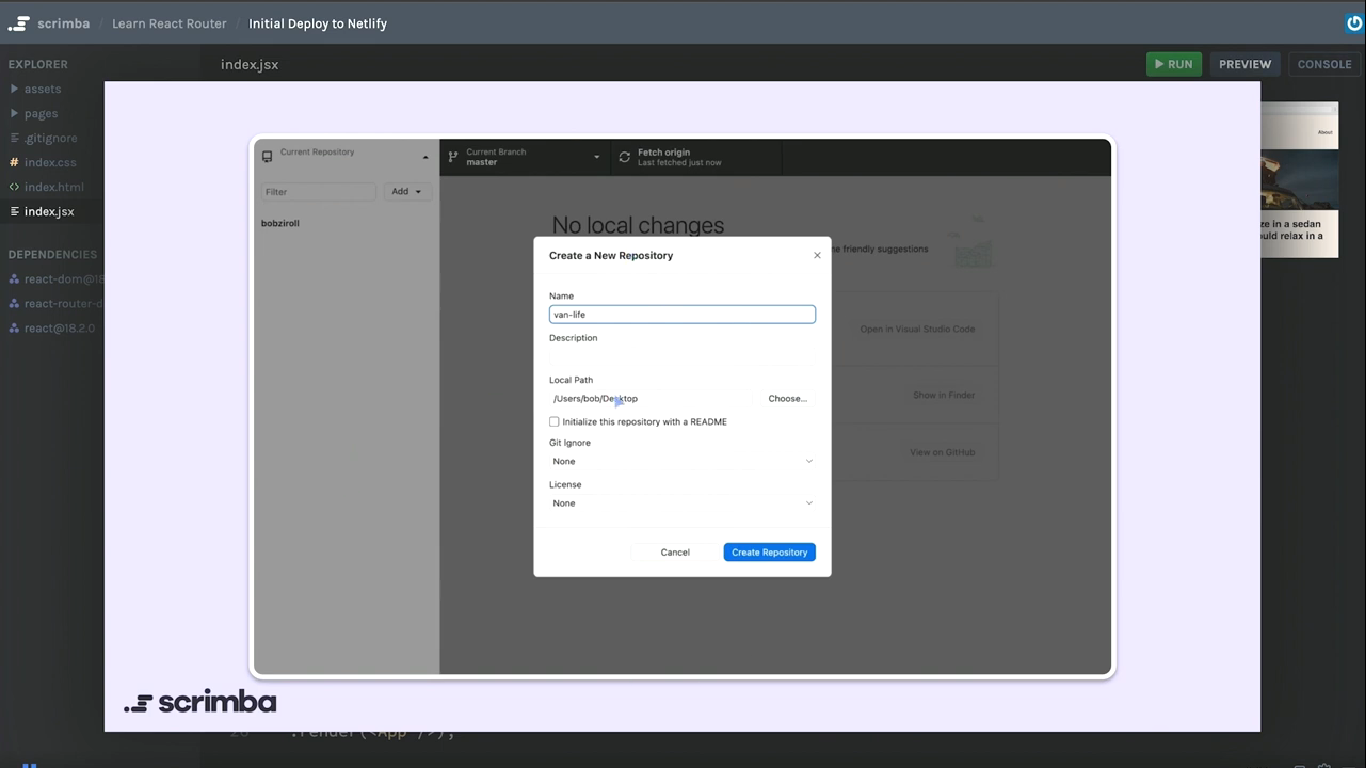 scrimba / Learn React Router / Initial Deploy to Netlify
EXPLORER
index.jsx
RUN
PREVIEW
CONSOLE
assets
pages
.gitignore
index.css
index.html
index.jsx
DEPENDENCIES
react-dom@18
react-router-d
react@18.2.0
About
ze in a sedan
ould relax in a
Current Repository
Current Branch
master
Fetch origin
Last fetched just now
Filter
Add
bobziroll
No local changes
e friendly suggestions
Open in Visual Studio Code
Show in Finder
View on GitHub
Create a New Repository
Name
van-life
Description
Local Path
/Users/bob/Desktop
Choose...
Initialize this repository with a README
Git Ignore
None
License
None
Cancel
Create Repository
scrimba
.render(<App />);